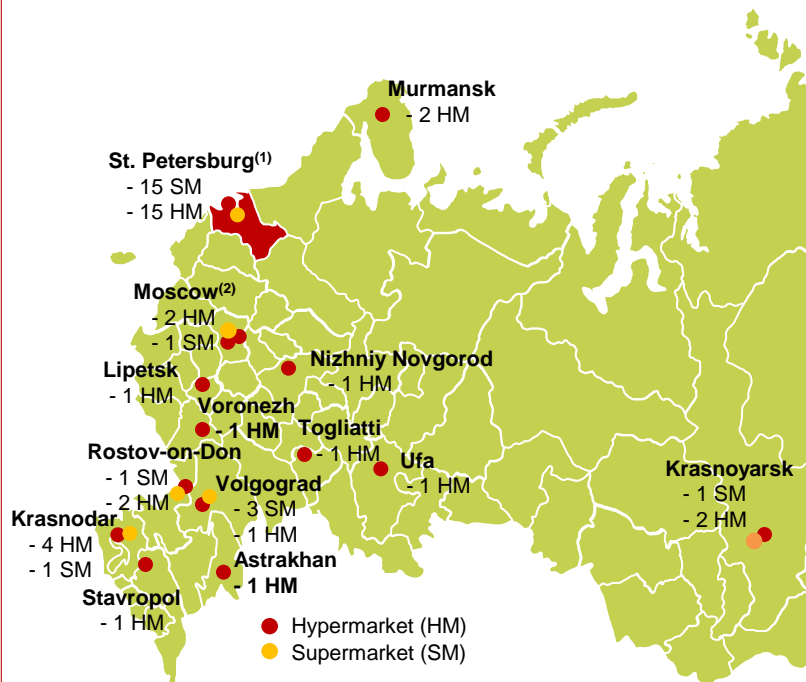 Murmansk
- 2 HM
St. Petersburg(1)
- 15 SM
- 15 HM
Moscow(2)
- 2 HM
- 1 SM
Nizhniy Novgorod
- 1 HM
Lipetsk
- 1 HM
Voronezh
- 1 HM
Togliatti
- 1 HM
Ufa
- 1 HM
Krasnoyarsk
- 1 SM
- 2 HM
Rostov-on-Don
- 1 SM
- 2 HM
Volgograd
- 3 SM
- 1 HM
Krasnodar
- 4 HM
- 1 SM
Astrakhan
- 1 HM
Stavropol
- 1 HM
Hypermarket (HM)
Supermarket (SM)